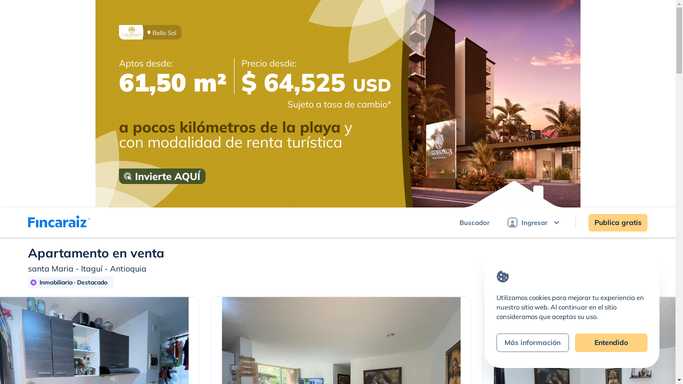 Bello Sol
Aptos desde:
61,50 m²
Precio desde:
$ 64,525 USD
Sujeto a tasa de cambio*
a pocos kilómetros de la playa y
con modalidad de renta turística
Invierte AQUÍ
Fincaraiz
Buscador
Ingresar
Publica gratis
Apartamento en venta
santa Maria - Itaguí - Antioquia
Inmobiliaria - Destacado
Utilizamos cookies para mejorar tu experiencia en
nuestro sitio web. Al continuar en el sitio
consideramos que aceptas su uso.
Más información
Entendido